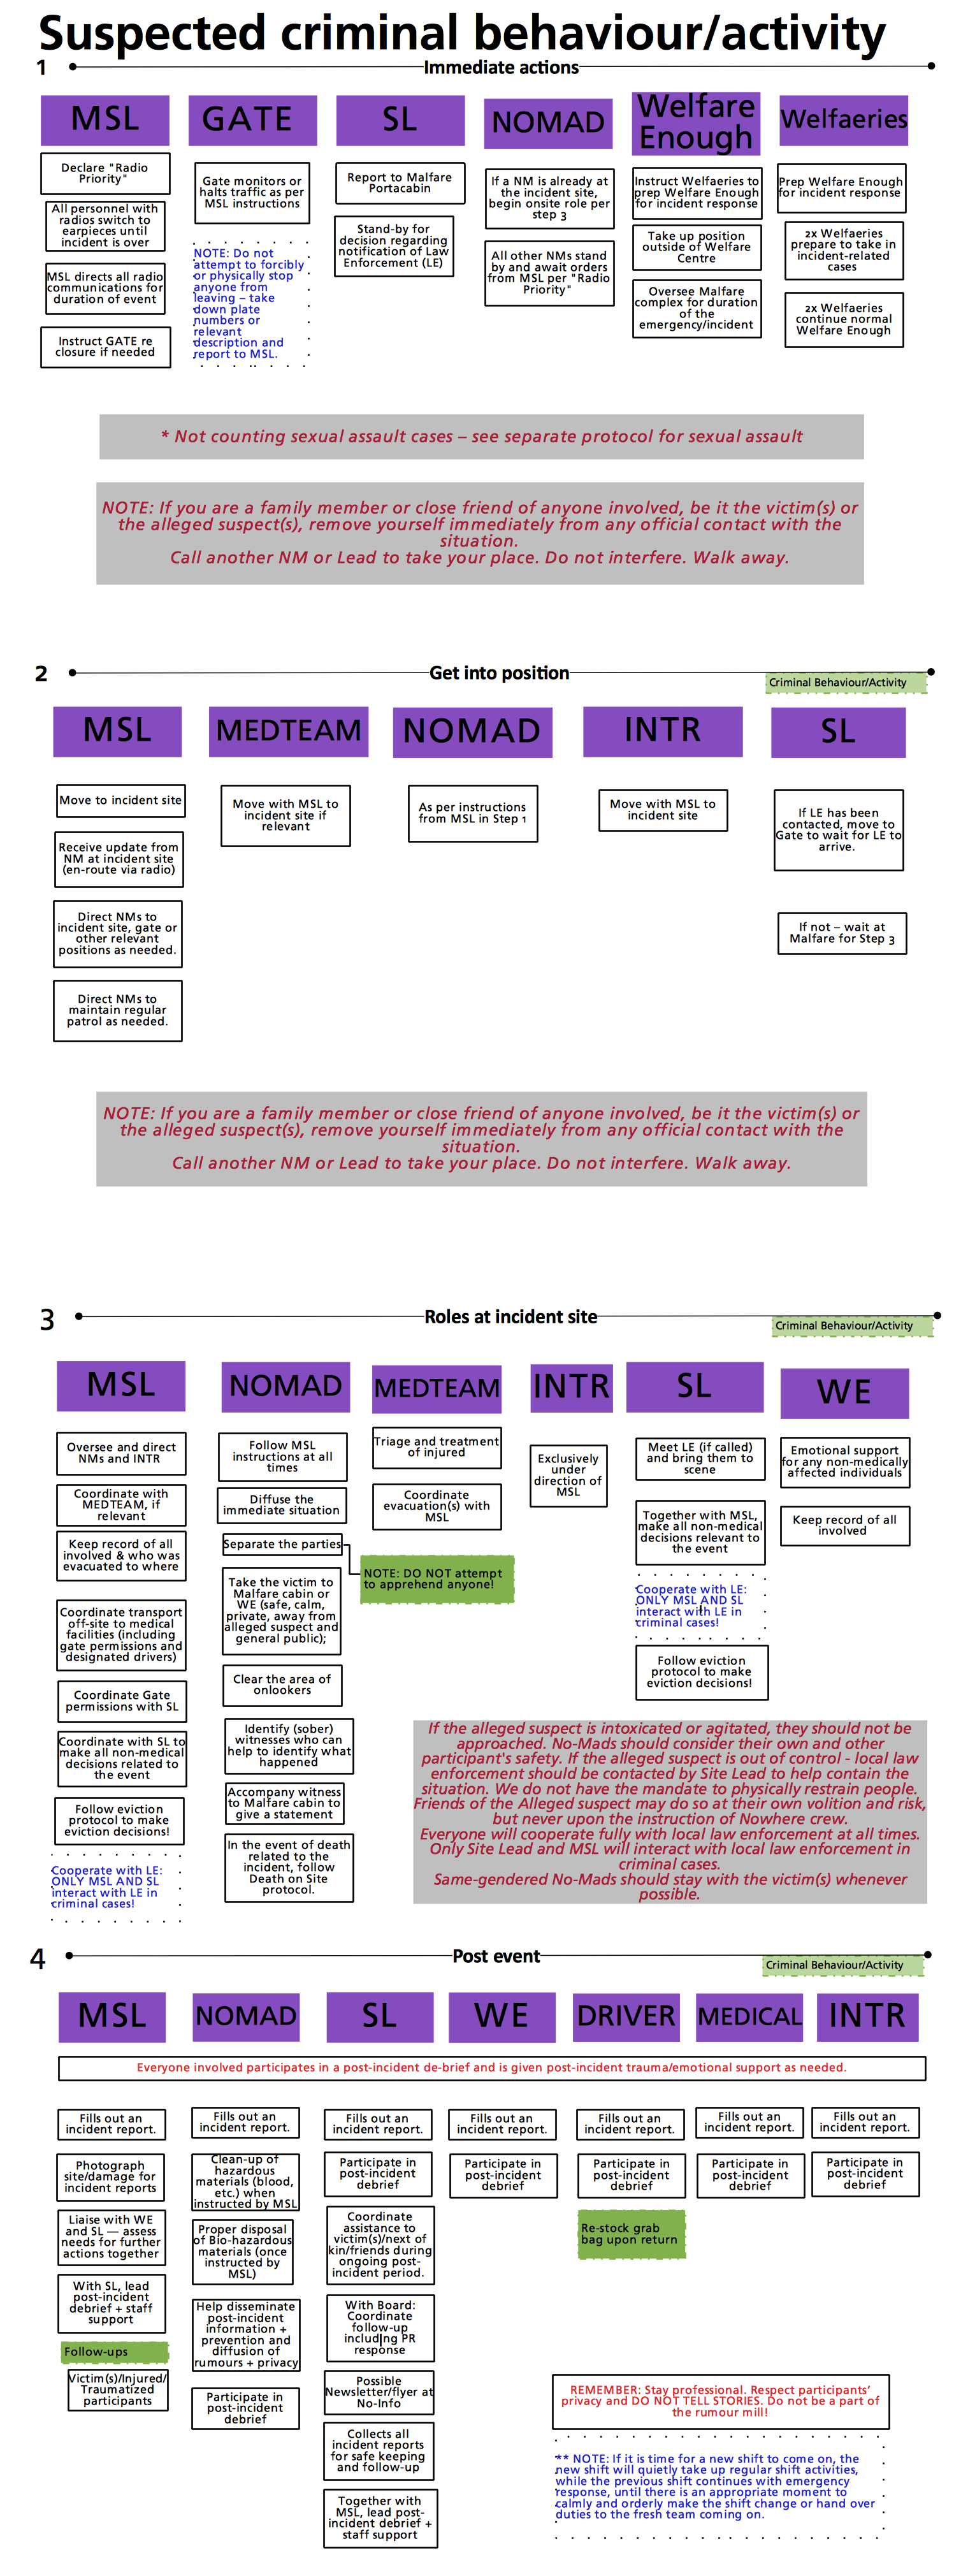 Suspected criminal behaviour/activity
1
Immediate actions
MSL
Declare "Radio
Priority"
All personnel with
radios switch to
earpieces until
incident is over
MSL directs all radio
communications for
duration of event
Instruct GATE re
closure if needed
GATE
Gate monitors or
halts traffic as per
MSL instructions
NOTE: Do not
attempt to forcibly
or physically stop
anyone from
leaving – take
down plate
numbers or
relevant
description and
report to MSL.
SL
Report to Malfare
Portacabin
Stand-by for
decision regarding
notification of Law
Enforcement (LE)
NOMAD
If a NM is already at
the incident site,
begin onsite role per
step 3
All other NMs stand
by and await orders
from MSL per "Radio
Priority"
Welfare
Enough
Instruct Welfaeries to
prep Welfare Enough
for incident response
Take up position
outside of Welfare
Centre
Oversee Malfare
complex for duration
of the
emergency/incident
Welfaeries
Prep Welfare Enough
for incident response
2x Welfaeries
prepare to take in
incident-related
cases
2x Welfaeries
continue normal
Welfare Enough
* Not counting sexual assault cases – see separate protocol for sexual assault
NOTE: If you are a family member or close friend of anyone involved, be it the victim(s) or
the alleged suspect(s), remove yourself immediately from any official contact with the
situation.
Call another NM or Lead to take your place. Do not interfere. Walk away.
2
Get into position
Criminal Behaviour/Activity
MSL
Move to incident site
Receive update from
NM at incident site
(en-route via radio)
Direct NMs to
incident site, gate or
other relevant
positions as needed.
Direct NMs to
maintain regular
patrol as needed.
MEDTEAM
Move with MSL to
incident site if
relevant
NOMAD
As per instructions
from MSL in Step 1
INTR
Move with MSL to
incident site
SL
If LE has been
contacted, move to
Gate to wait for LE to
arrive.
If not – wait at
Malfare for Step 3
NOTE: If you are a family member or close friend of anyone involved, be it the victim(s) or
the alleged suspect(s), remove yourself immediately from any official contact with the
situation.
Call another NM or Lead to take your place. Do not interfere. Walk away.
3
Roles at incident site
Criminal Behaviour/Activity
MSL
Oversee and direct
NMs and INTR
Coordinate with
MEDTEAM, if
relevant
Keep record of all
involved & who was
evacuated to where
Coordinate transport
off-site to medical
facilities (including
gate permissions and
designated drivers)
Coordinate Gate
permissions with SL
Coordinate with SL to
make all non-medical
decisions related to
the event
Follow eviction
protocol to make
eviction decisions!
Cooperate with LE:
ONLY MSL AND SL
interact with LE in
criminal cases!
NOMAD
Follow MSL
instructions at all
times
Diffuse the
immediate situation
Separate the parties
NOTE: DO NOT attempt
to apprehend anyone!
Take the victim to
Malfare cabin or
WE (safe, calm,
private, away from
alleged suspect and
general public);
Clear the area of
onlookers
Identify (sober)
witnesses who can
help to identify what
happened
Accompany witness
to Malfare cabin to
give a statement
In the event of death
related to the
incident, follow
Death on Site
protocol.
MEDTEAM
Triage and treatment
of injured
Coordinate
evacuation(s) with
MSL
INTR
Exclusively
under
direction of
MSL
SL
Meet LE (if called)
and bring them to
scene
Together with MSL,
make all non-medical
decisions relevant to
the event
Cooperate with LE:
ONLY MSL AND SL
interact with LE in
criminal cases!
Follow eviction
protocol to make
eviction decisions!
WE
Emotional support
for any non-medically
affected individuals
Keep record of all
involved
If the alleged suspect is intoxicated or agitated, they should not be
approached. No-Mads should consider their own and other
participant's safety. If the alleged suspect is out of control - local law
enforcement should be contacted by Site Lead to help contain the
situation. We do not have the mandate to physically restrain people.
Friends of the Alleged suspect may do so at their own volition and risk,
but never upon the instruction of Nowhere crew.
Everyone will cooperate fully with local law enforcement at all times.
Only Site Lead and MSL will interact with local law enforcement in
criminal cases.
Same-gendered No-Mads should stay with the victim(s) whenever
possible.
4
Post event
Criminal Behaviour/Activity
MSL
NOMAD
SL
WE
DRIVER
MEDICAL
INTR
Everyone involved participates in a post-incident de-brief and is given post-incident trauma/emotional support as needed.
Fills out an
incident report.
Photograph
site/damage for
incident reports
Liaise with WE
and SL — assess
needs for further
actions together
With SL, lead
post-incident
debrief + staff
support
Follow-ups
Victim(s)/Injured/
Traumatized
participants
Fills out an
incident report.
Clean-up of
hazardous
materials (blood,
etc.) when
instructed by MSL
Proper disposal
of Bio-hazardous
materials (once
instructed by
MSL)
Help disseminate
post-incident
information +
prevention and
diffusion of
rumours + privacy
Participate in
post-incident
debrief
Fills out an
incident report.
Participate in
post-incident
debrief
Coordinate
assistance to
victim(s)/next of
kin/friends during
ongoing post-
incident period.
With Board:
Coordinate
follow-up
including PR
response
Possible
Newsletter/flyer at
No-Info
Collects all
incident reports
for safe keeping
and follow-up
Together with
MSL, lead post-
incident debrief +
staff support
Fills out an
incident report.
Participate in
post-incident
debrief
Fills out an
incident report.
Participate in
post-incident
debrief
Re-stock grab
bag upon return
Fills out an
incident report.
Participate in
post-incident
debrief
Fills out an
incident report.
Participate in
post-incident
debrief
REMEMBER: Stay professional. Respect participants'
privacy and DO NOT TELL STORIES. Do not be a part of
the rumour mill!
** NOTE: If it is time for a new shift to come on, the
new shift will quietly take up regular shift activities,
while the previous shift continues with emergency
response, until there is an appropriate moment to
calmly and orderly make the shift change or hand over
duties to the fresh team coming on.